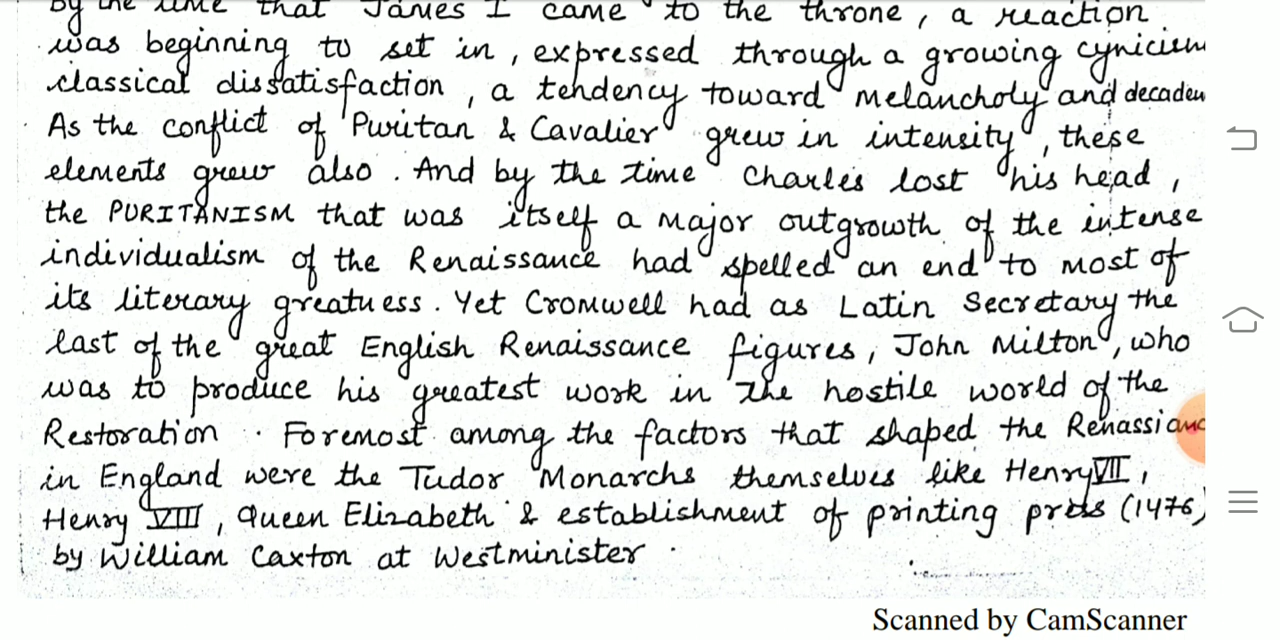 By the time that James I came to the throne, a reaction
was beginning to set in, expressed through a growing cynicism
classical dissatisfaction, a tendency toward melancholy and decaden
As the conflict of Puritan & Cavalier grew in intensity, these
elements grew also. And by the time Charles lost his head,
the PURITANISM that was itself a major outgrowth of the intense
individualism of the Renaissance had spelled an end to most of
its literary greatness. Yet Cromwell had as Latin Secretary the
last of the great English Renaissance figures, John Milton, who
was to produce his greatest work in the hostile world of the
Restoration. Foremost among the factors that shaped the Renassianc
in England were the Tudor Monarchs themselves like Henry VII,
Henry VIII, Queen Elizabeth & establishment of printing press (1476)
by William Caxton at Westminister.
Scanned by CamScanner